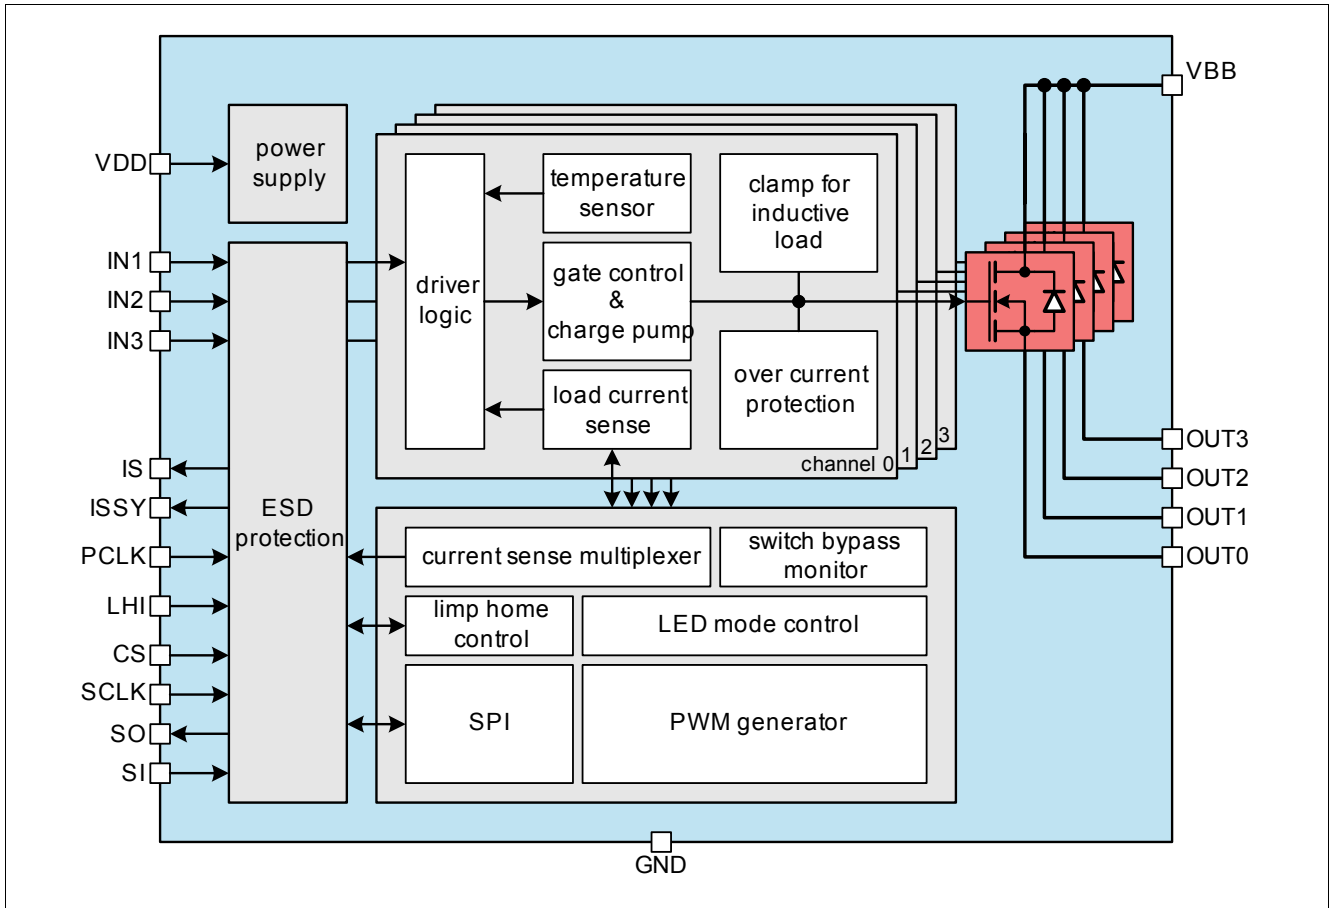 VBB
VDD
power
supply
temperature
sensor
clamp for
inductive
load
IN1
IN2
IN3
driver
logic
gate control
&
charge pump
load current
sense
over current
protection
channel 0
1
2
3
OUT3
OUT2
OUT1
OUT0
IS
ISSY
PCLK
LHI
CS
SCLK
SO
SI
ESD
protection
current sense multiplexer
switch bypass
monitor
limp home
control
LED mode control
SPI
PWM generator
GND